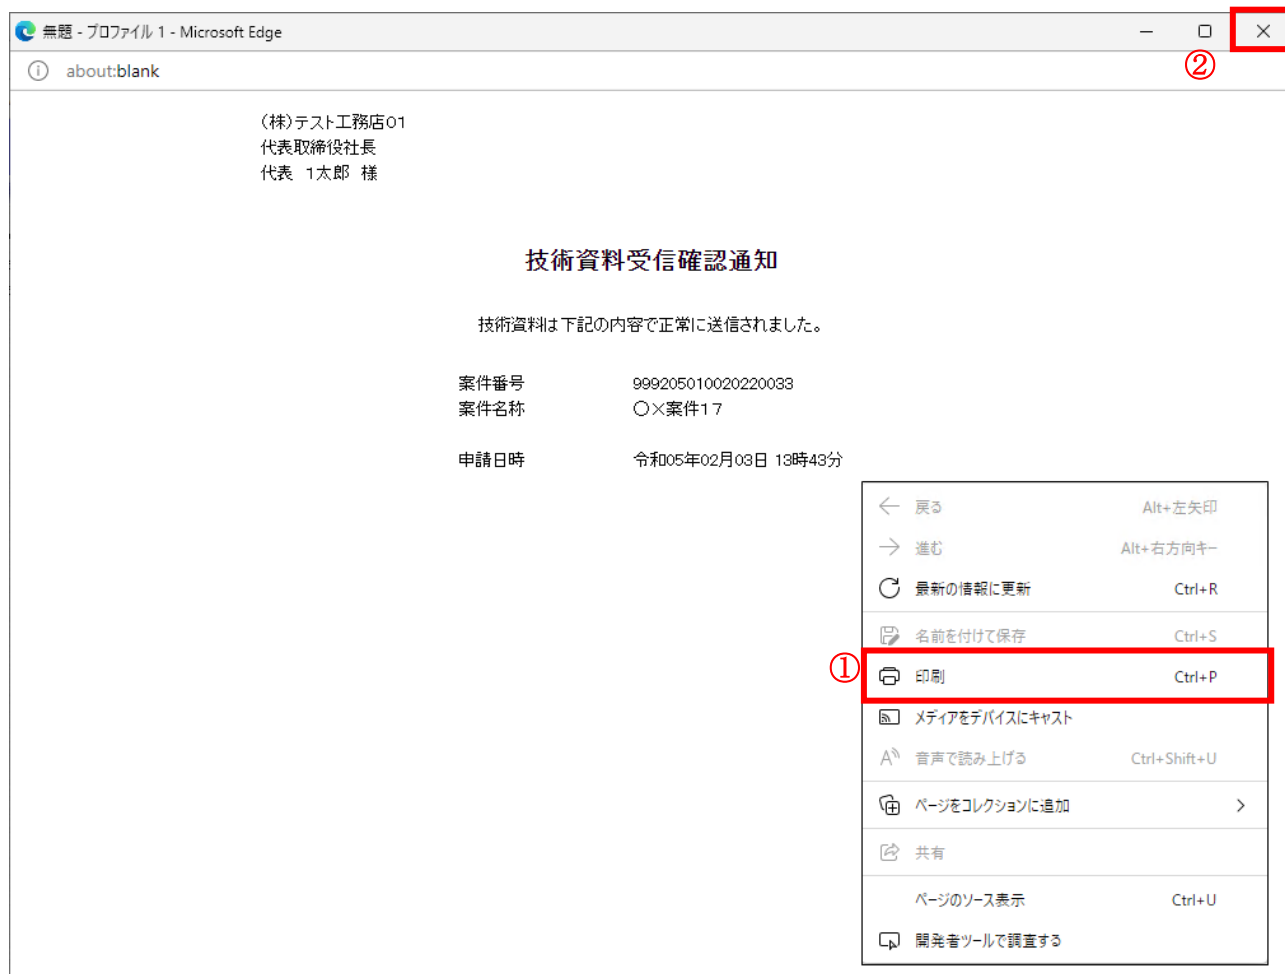 無題 - プロファイル 1 - Microsoft Edge
②
about:blank
(株)テスト工務店01
代表取締役社長
代表 1太郎 様
技術資料受信確認通知
技術資料は下記の内容で正常に送信されました。
案件番号 999205010020220033
案件名称 〇×案件17
申請日時 令和05年02月03日 13時43分
戻る Alt+左矢印
進む Alt+右方向キー
最新の情報に更新 Ctrl+R
名前を付けて保存 Ctrl+S
① 印刷 Ctrl+P
メディアをデバイスにキャスト
音声で読み上げる Ctrl+Shift+U
ページをコレクションに追加
共有
ページのソース表示 Ctrl+U
開発者ツールで調査する